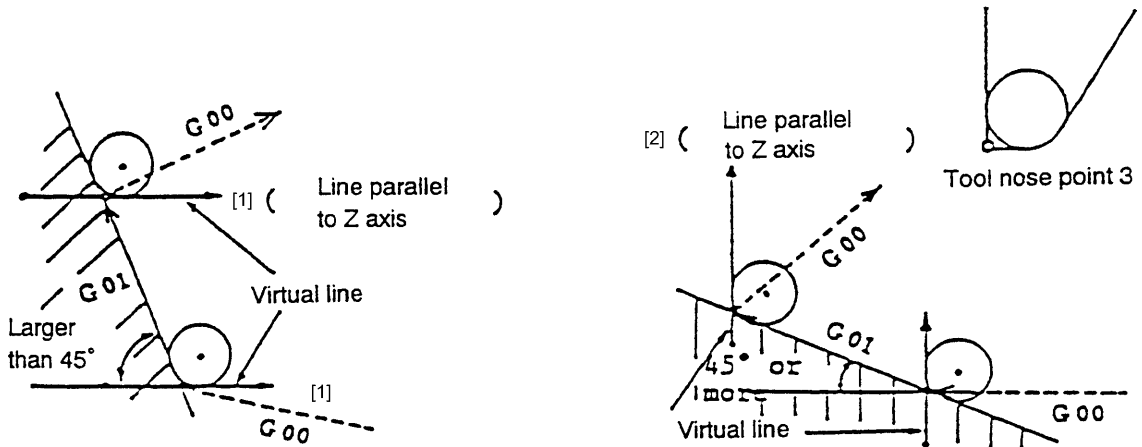 G00
[1] ( Line parallel
to Z axis )
G01
Virtual line
Larger
than 45°
[1]
G00
[2] ( Line parallel
to Z axis )
Tool nose point 3
G00
G01
45° or
more
G00
Virtual line